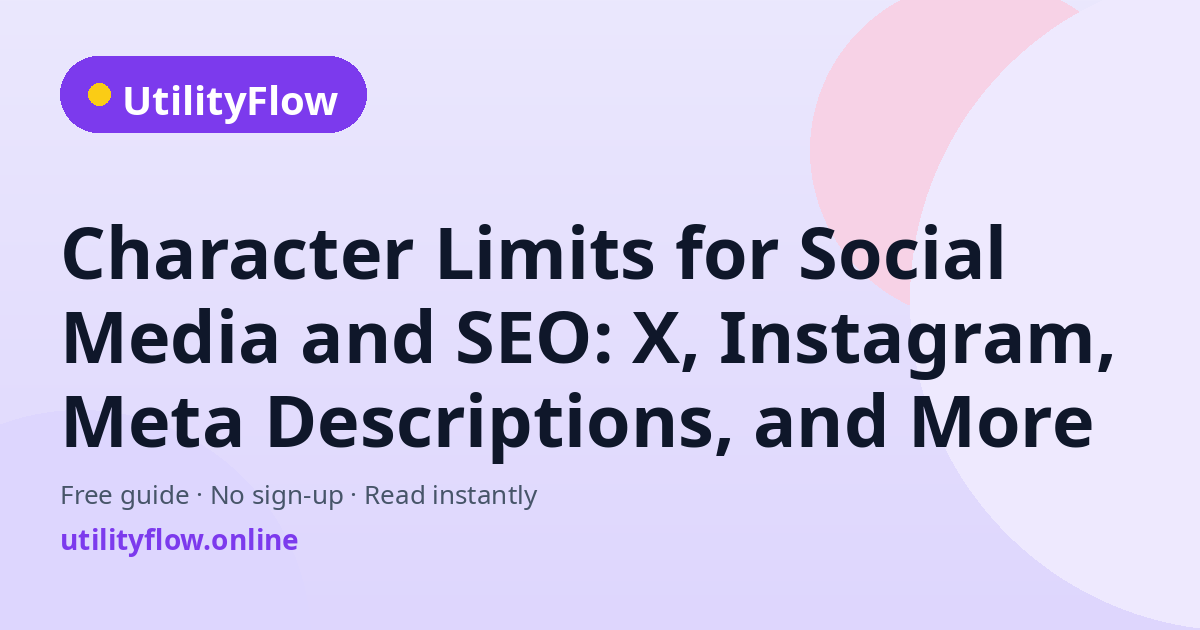 UtilityFlow
Character Limits for Social
Media and SEO: X, Instagram,
Meta Descriptions, and More
Free guide · No sign-up · Read instantly
utilityflow.online